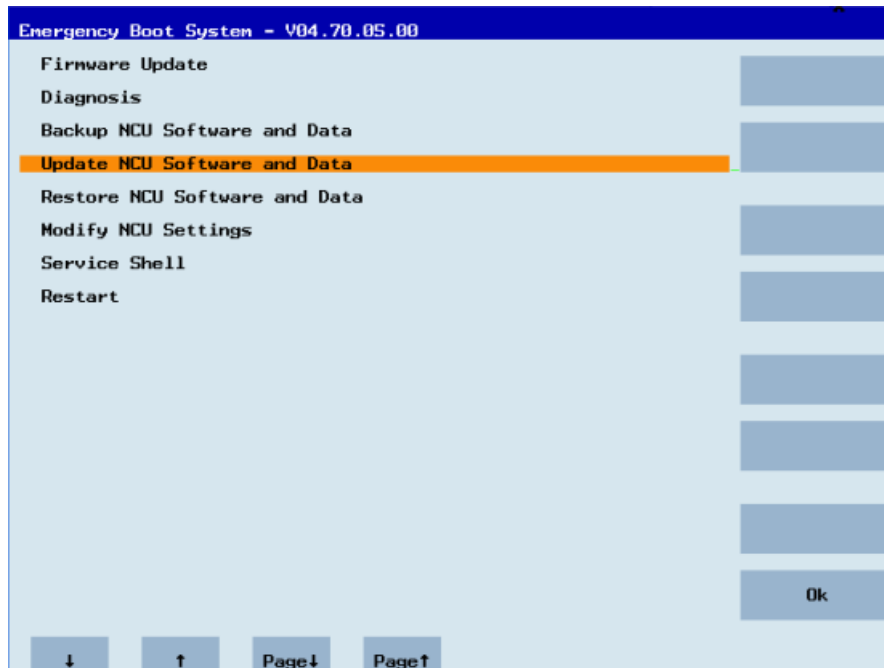 Emergency Boot System - V04.70.05.00
Firmware Update
Diagnosis
Backup NCU Software and Data
Update NCU Software and Data
Restore NCU Software and Data
Modify NCU Settings
Service Shell
Restart
Ok
↓ ↑ Page↓ Page↑